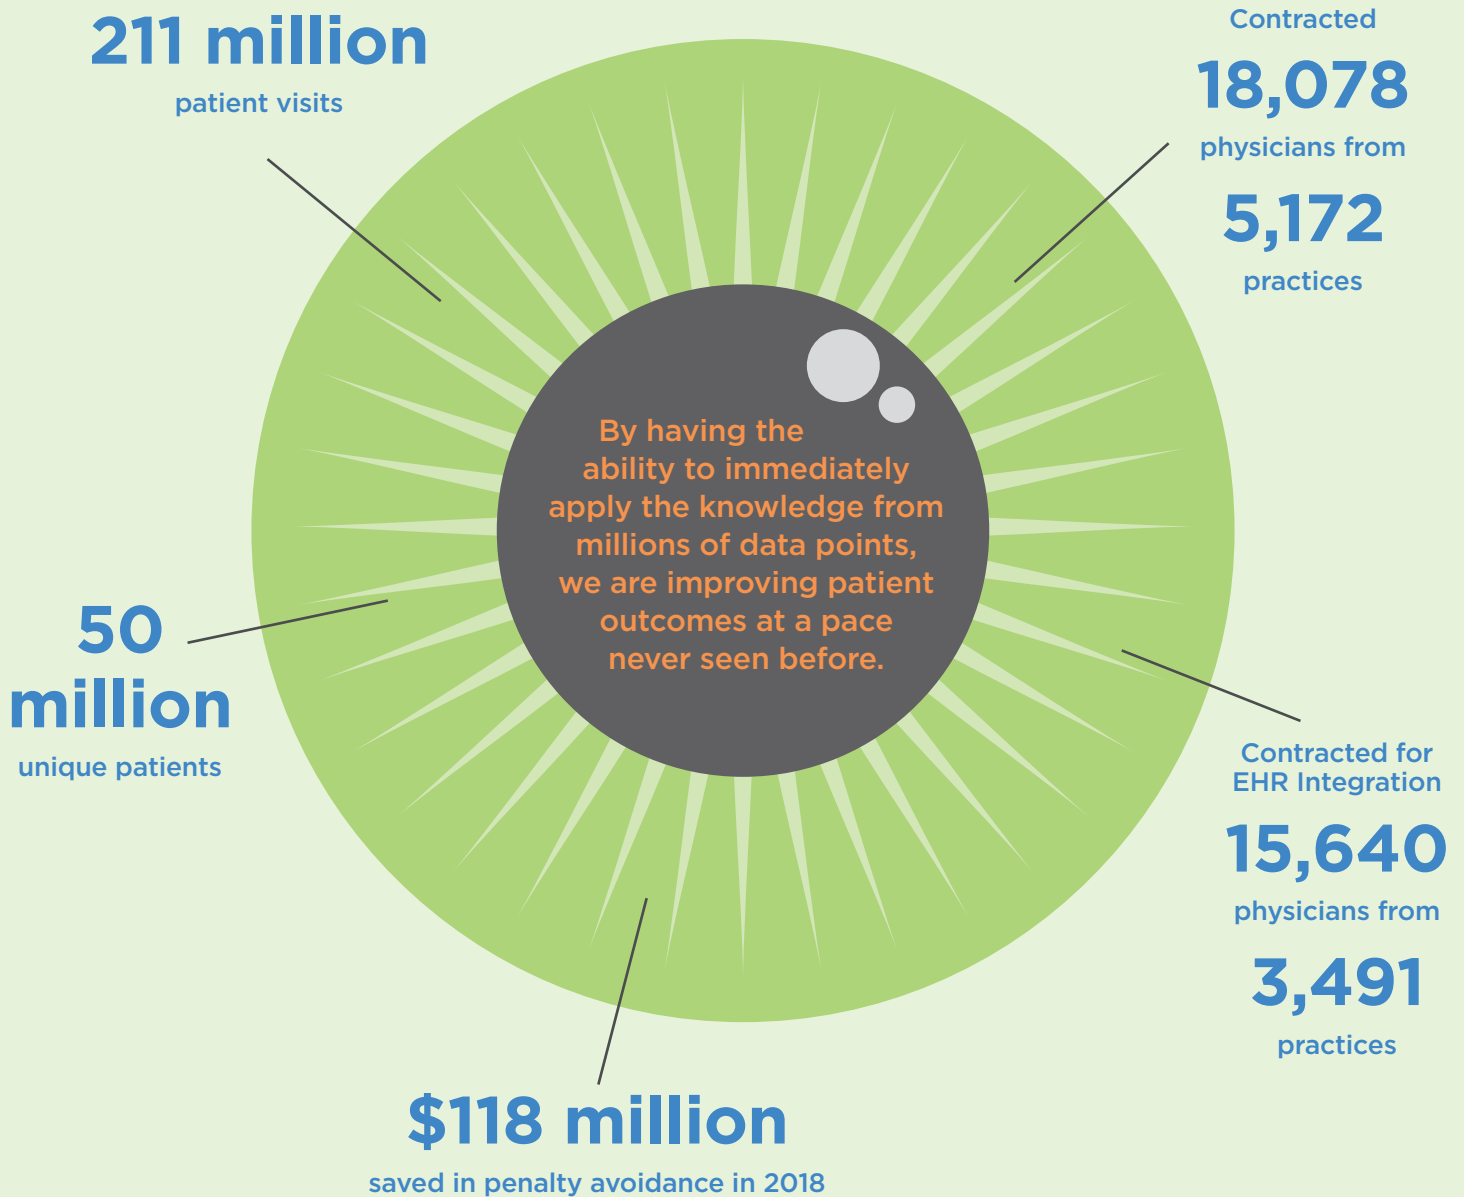 211 million
patient visits
Contracted
18,078
physicians from
5,172
practices
By having the
ability to immediately
apply the knowledge from
millions of data points,
we are improving patient
outcomes at a pace
never seen before.
50
million
unique patients
Contracted for
EHR Integration
15,640
physicians from
3,491
practices
$118 million
saved in penalty avoidance in 2018